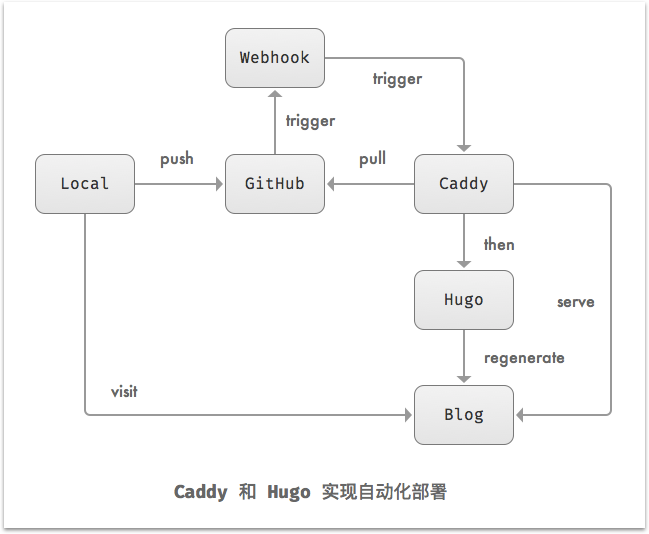 Webhook
trigger
trigger
push
pull
Local
GitHub
Caddy
then
Hugo
serve
regenerate
visit
Blog
Caddy 和 Hugo 实现自动化部署